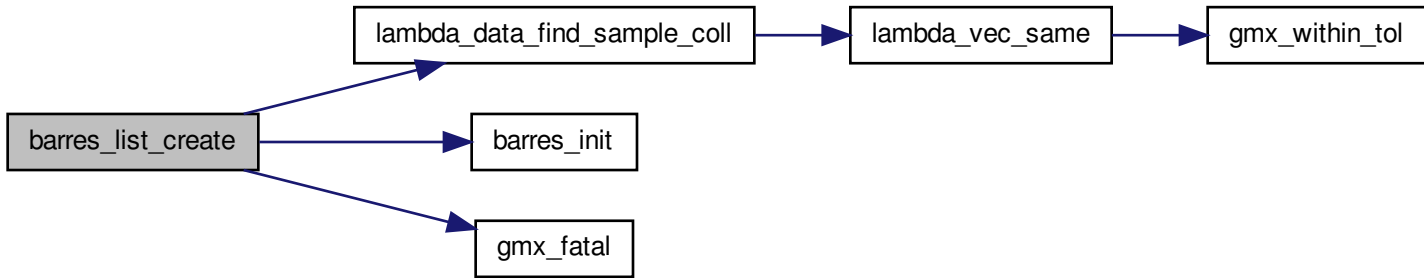 lambda_data_find_sample_coll
lambda_vec_same
gmx_within_tol
barres_list_create
barres_init
gmx_fatal